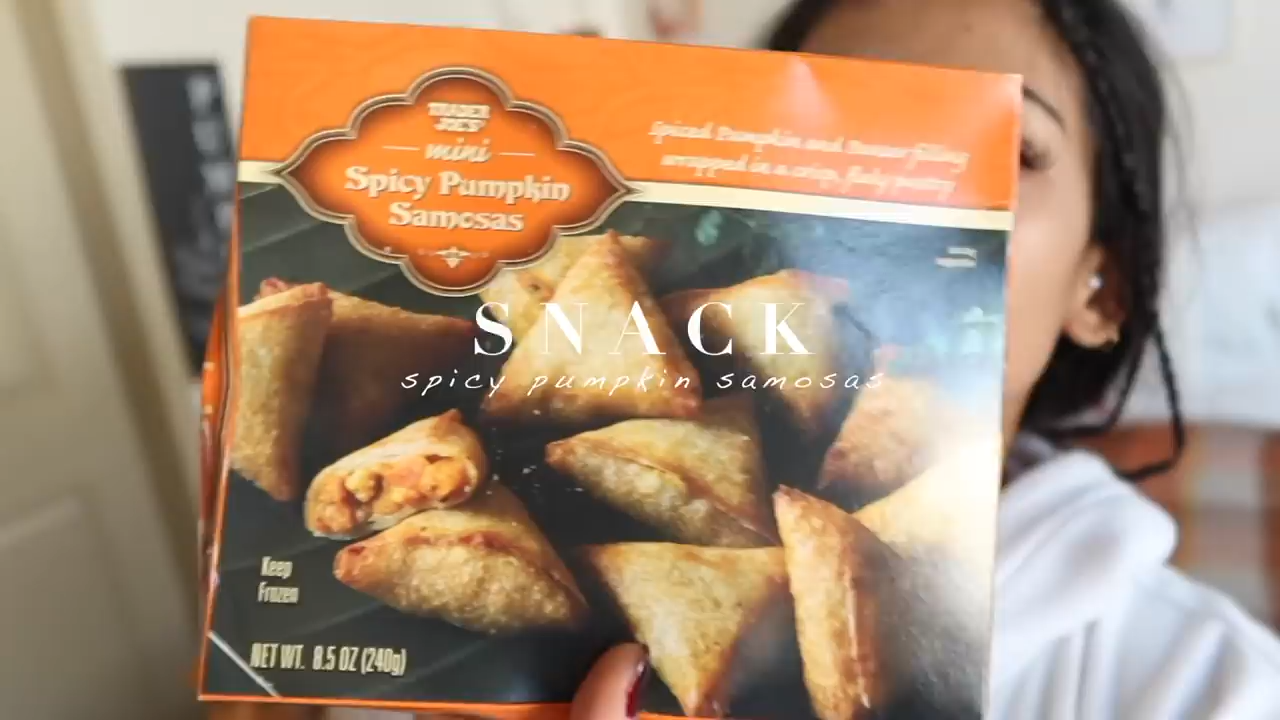 TRADER
JOE'S
mini
Spicy Pumpkin
Samosas
Spiced Pumpkin and Paneer filling
wrapped in a crisp, flaky pastry
SNACK
spicy pumpkin samosas
Keep
Frozen
NET WT. 8.5 OZ (240g)